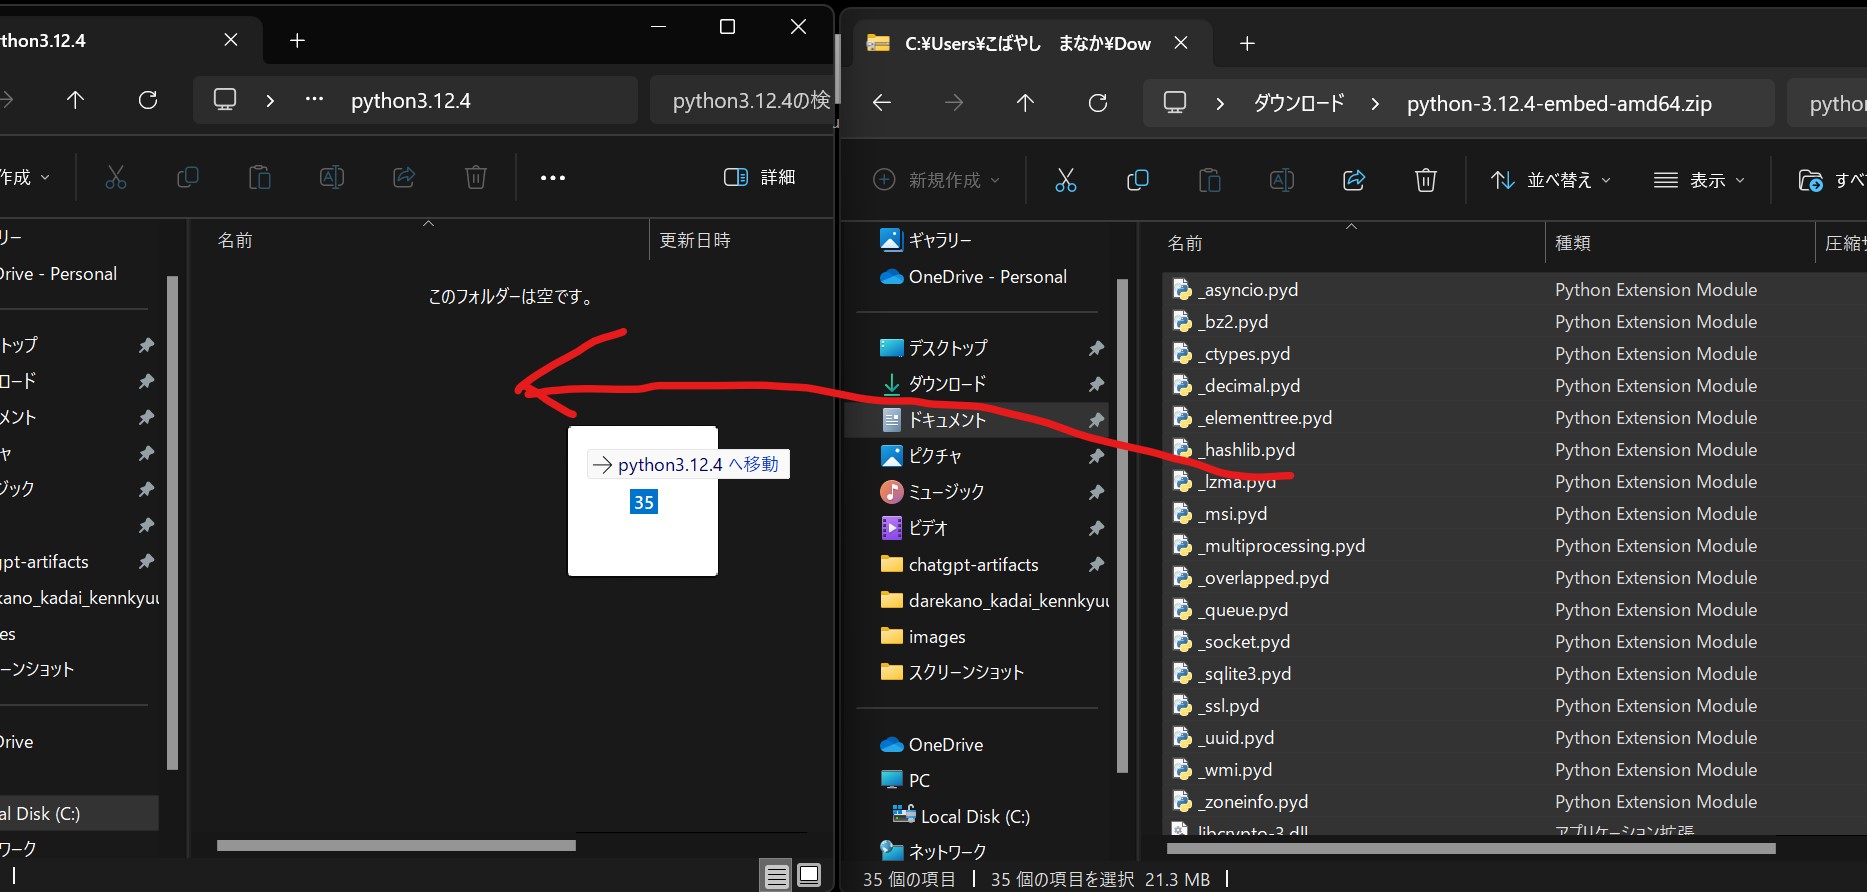 thon3.12.4
python3.12.4
python3.12.4の検
作成
詳細
リー
Drive - Personal
トップ
ロード
メント
ャ
ジック
gpt-artifacts
kano_kadai_kennkyuu
es
ーンショット
Drive
al Disk (C:)
ワーク
名前
更新日時
このフォルダーは空です。
python3.12.4 へ移動
35
C:¥Users¥こばやし　まなか¥Dow
ダウンロード
python-3.12.4-embed-amd64.zip
python
新規作成
並べ替え
表示
すべ
ギャラリー
OneDrive - Personal
デスクトップ
ダウンロード
ドキュメント
ピクチャ
ミュージック
ビデオ
chatgpt-artifacts
darekano_kadai_kennkyuu
images
スクリーンショット
OneDrive
PC
Local Disk (C:)
ネットワーク
名前 種類 圧縮サ
_asyncio.pyd Python Extension Module
_bz2.pyd Python Extension Module
_ctypes.pyd Python Extension Module
_decimal.pyd Python Extension Module
_elementtree.pyd Python Extension Module
_hashlib.pyd Python Extension Module
_lzma.pyd Python Extension Module
_msi.pyd Python Extension Module
_multiprocessing.pyd Python Extension Module
_overlapped.pyd Python Extension Module
_queue.pyd Python Extension Module
_socket.pyd Python Extension Module
_sqlite3.pyd Python Extension Module
_ssl.pyd Python Extension Module
_uuid.pyd Python Extension Module
_wmi.pyd Python Extension Module
_zoneinfo.pyd Python Extension Module
libcrypto-3.dll アプリケーション拡張
35 個の項目 35 個の項目を選択 21.3 MB